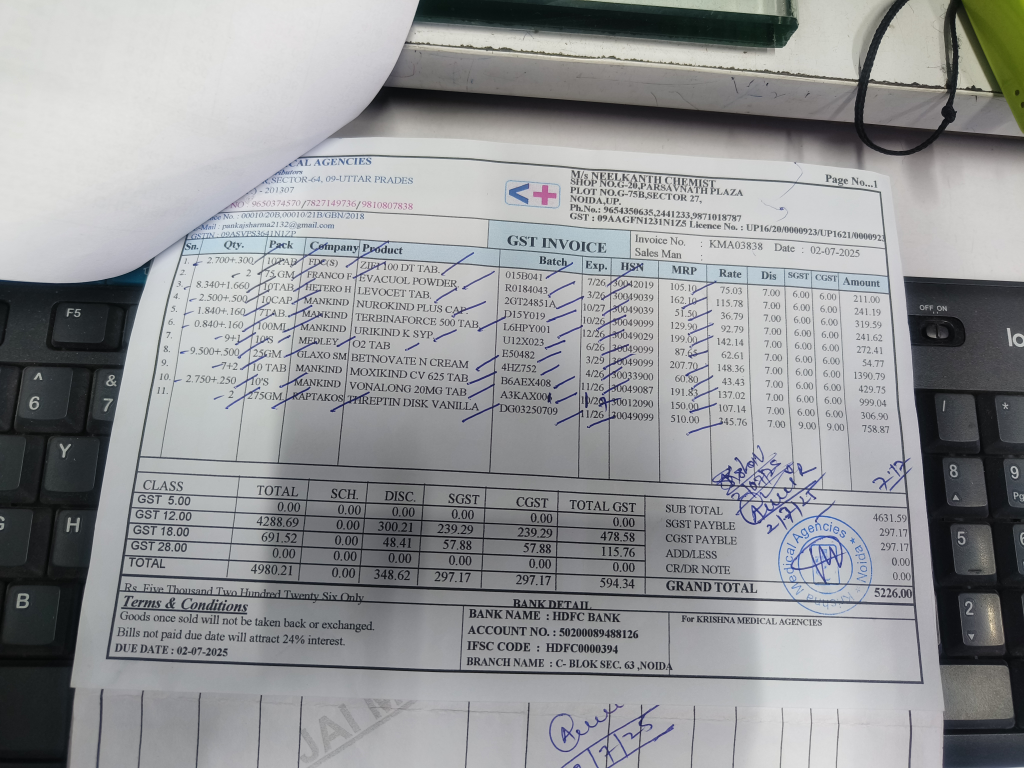 CAL AGENCIES
SECTOR-64, 09-UTTAR PRADES
- 201307
9650374570/7827149736/9810807838
No. : 00010/20B,00010/21B/GBN/2018
- Mail : pankajsharma2132@gmail.com
GSTIN : 09ASVPS3641N1ZP
M/s NEELKANTH CHEMIST
SHOP NO.G-20,PARSAVNATH PLAZA
PLOT NO.G-75B,SECTOR 27,
NOIDA,UP.
Ph.No.: 9654350635,2441233,9871018787
GST : 09AAGFN1231N1Z5 Licence No. : UP16/20/0000923/UP1621/0000923
Page No...1
GST INVOICE
Invoice No. : KMA03838 Date : 02-07-2025
Sales Man :
Sn. Qty. Pack Company Product Batch Exp. HSN MRP Rate Dis SGST CGST Amount
1. 2.700+.300 10TAB FDC(S) ZIFI 100 DT TAB. 015B041 7/26 30042019 105.10 75.03 7.00 6.00 6.00 211.00
2. 2 75 GM FRANCO F EVACUOL POWDER R0184043 3/26 30049039 162.10 115.78 7.00 6.00 6.00 241.19
3. 8.340+1.660 10TAB HETERO H LEVOCET TAB. 2GT24851A 10/27 30049039 51.50 36.79 7.00 6.00 6.00 319.59
4. 2.500+.500 10CAP MANKIND NUROKIND PLUS CAP. D15Y019 10/26 30049099 129.90 92.79 7.00 6.00 6.00 241.62
5. 1.840+.160 7TAB. MANKIND TERBINAFORCE 500 TAB L6HPY001 12/26 30049029 199.00 142.14 7.00 6.00 6.00 272.41
6. 0.840+.160 100ML MANKIND URIKIND K SYP. U12X023 6/26 30049099 87.65 62.61 7.00 6.00 6.00 54.77
7. 9+1 10'S MEDLEY O2 TAB E50482 3/29 30049099 207.70 148.36 7.00 6.00 6.00 1390.79
8. 9.500+.500 25GM GLAXO SM BETNOVATE N CREAM 4HZ752 4/26 30033900 60.80 43.43 7.00 6.00 6.00 429.75
9. 7+2 10 TAB MANKIND MOXIKIND CV 625 TAB B6AEX408 11/26 30049087 191.83 137.02 7.00 6.00 6.00 999.04
10. 2.750+.250 10'S MANKIND VONALONG 20MG TAB 30012090 150.00 107.14 7.00 6.00 6.00 306.90
11. 2 275GM RAPTAKOS THREPTIN DISK VANILLA DG03250709 11/26 30049099 510.00 345.76 7.00 9.00 9.00 758.87
CLASS TOTAL SCH. DISC. SGST CGST TOTAL GST
GST 5.00 0.00 0.00 0.00 0.00 0.00 0.00
GST 12.00 4288.69 0.00 300.21 239.29 239.29 478.58
GST 18.00 691.52 0.00 48.41 57.88 57.88 115.76
GST 28.00 0.00 0.00 0.00 0.00 0.00 0.00
TOTAL 4980.21 0.00 348.62 297.17 297.17 594.34
SUB TOTAL 4631.59
SGST PAYBLE 297.17
CGST PAYBLE 297.17
ADD/LESS 0.00
CR/DR NOTE 0.00
GRAND TOTAL 5226.00
2/7/25
Krishna Medical Agencies * Noida *
Rs. Five Thousand Two Hundred Twenty Six Only
Terms & Conditions
Goods once sold will not be taken back or exchanged.
Bills not paid due date will attract 24% interest.
DUE DATE : 02-07-2025
BANK DETAIL
BANK NAME : HDFC BANK
ACCOUNT NO. : 50200089488126
IFSC CODE : HDFC0000394
BRANCH NAME : C- BLOK SEC. 63 ,NOIDA
For KRISHNA MEDICAL AGENCIES
JAI M
/7/25
F5
^
6
&
7
Y
G
H
B
OFF ON
lo
/
*
8
9
Pg
5
6
2
3